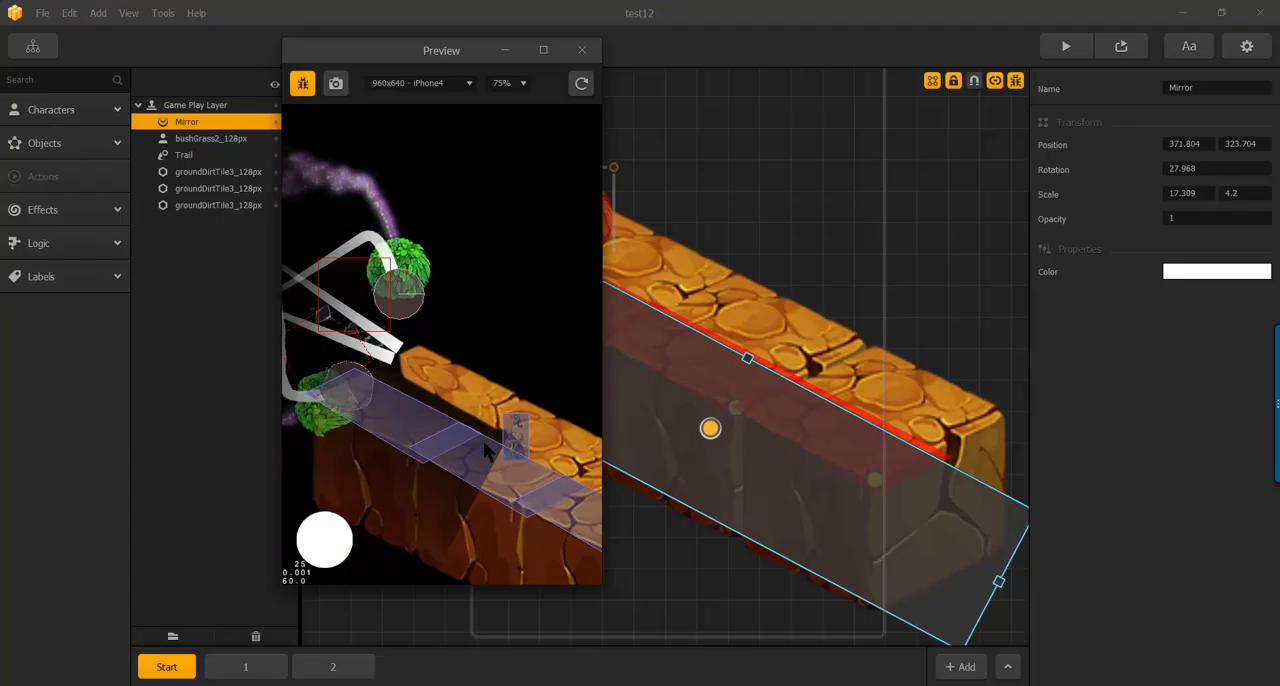 File Edit Add View Tools Help
test12
Preview
Aa
Search
960x640 - iPhone4
75%
Name
Mirror
Characters
Game Play Layer
Mirror
Transform
bushGrass2_128px
Objects
Position
371.804
323.704
Trail
Rotation
27.968
Actions
groundDirtTile3_128px
groundDirtTile3_128px
Scale
17.309
4.2
Effects
groundDirtTile3_128px
Opacity
1
Logic
Properties
Labels
Color
25
0.001
60.0
Start
1
2
+ Add